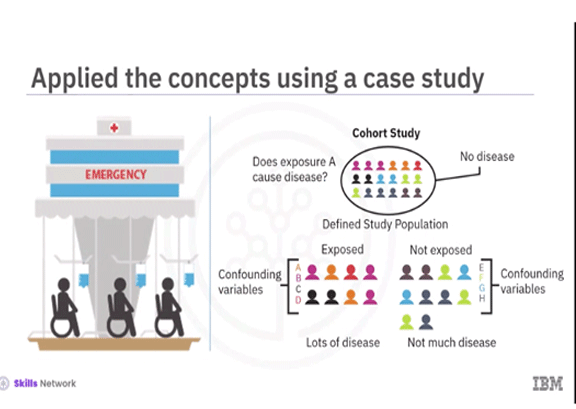 Applied the concepts using a case study
EMERGENCY
Cohort Study
Does exposure A
cause disease?
No disease
Defined Study Population
Exposed
Not exposed
Confounding
variables
A
B
C
D
E
F
G
H
Confounding
variables
Lots of disease
Not much disease
Skills Network
IBM